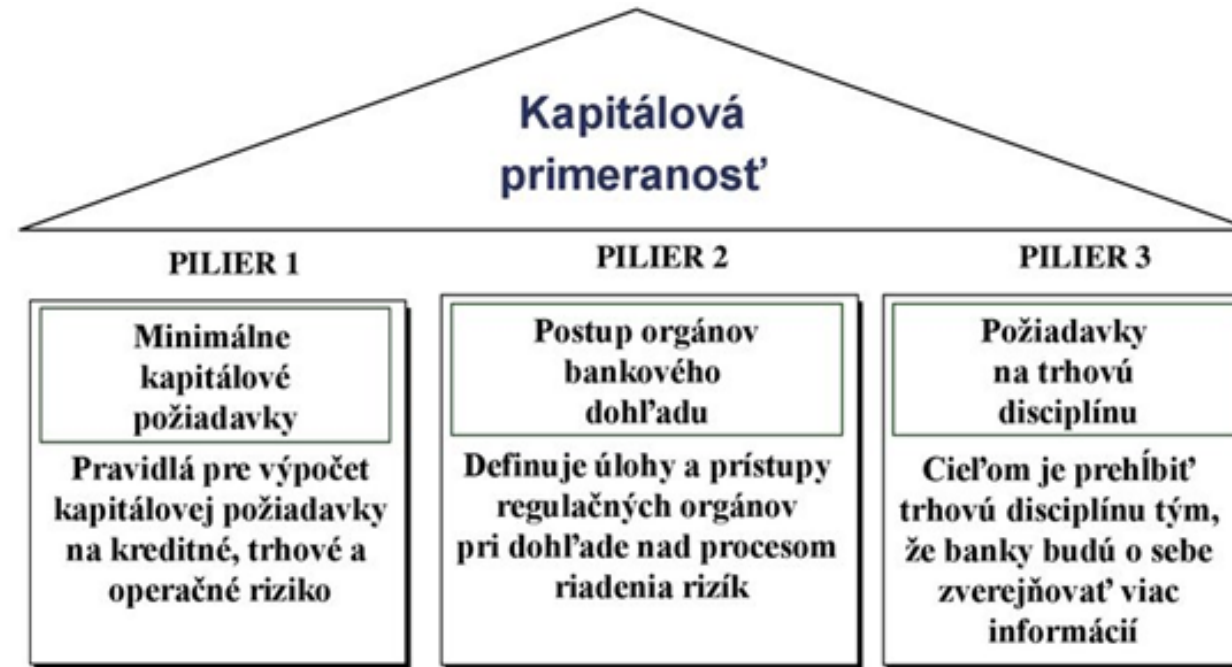 Kapitálová
primeranosť
PILIER 1
Minimálne
kapitálové
požiadavky
Pravidlá pre výpočet
kapitálovej požiadavky
na kreditné, trhové a
operačné riziko
PILIER 2
Postup orgánov
bankového
dohľadu
Definuje úlohy a prístupy
regulačných orgánov
pri dohľade nad procesom
riadenia rizík
PILIER 3
Požiadavky
na trhovú
disciplínu
Cieľom je prehĺbiť
trhovú disciplínu tým,
že banky budú o sebe
zverejňovať viac
informácií